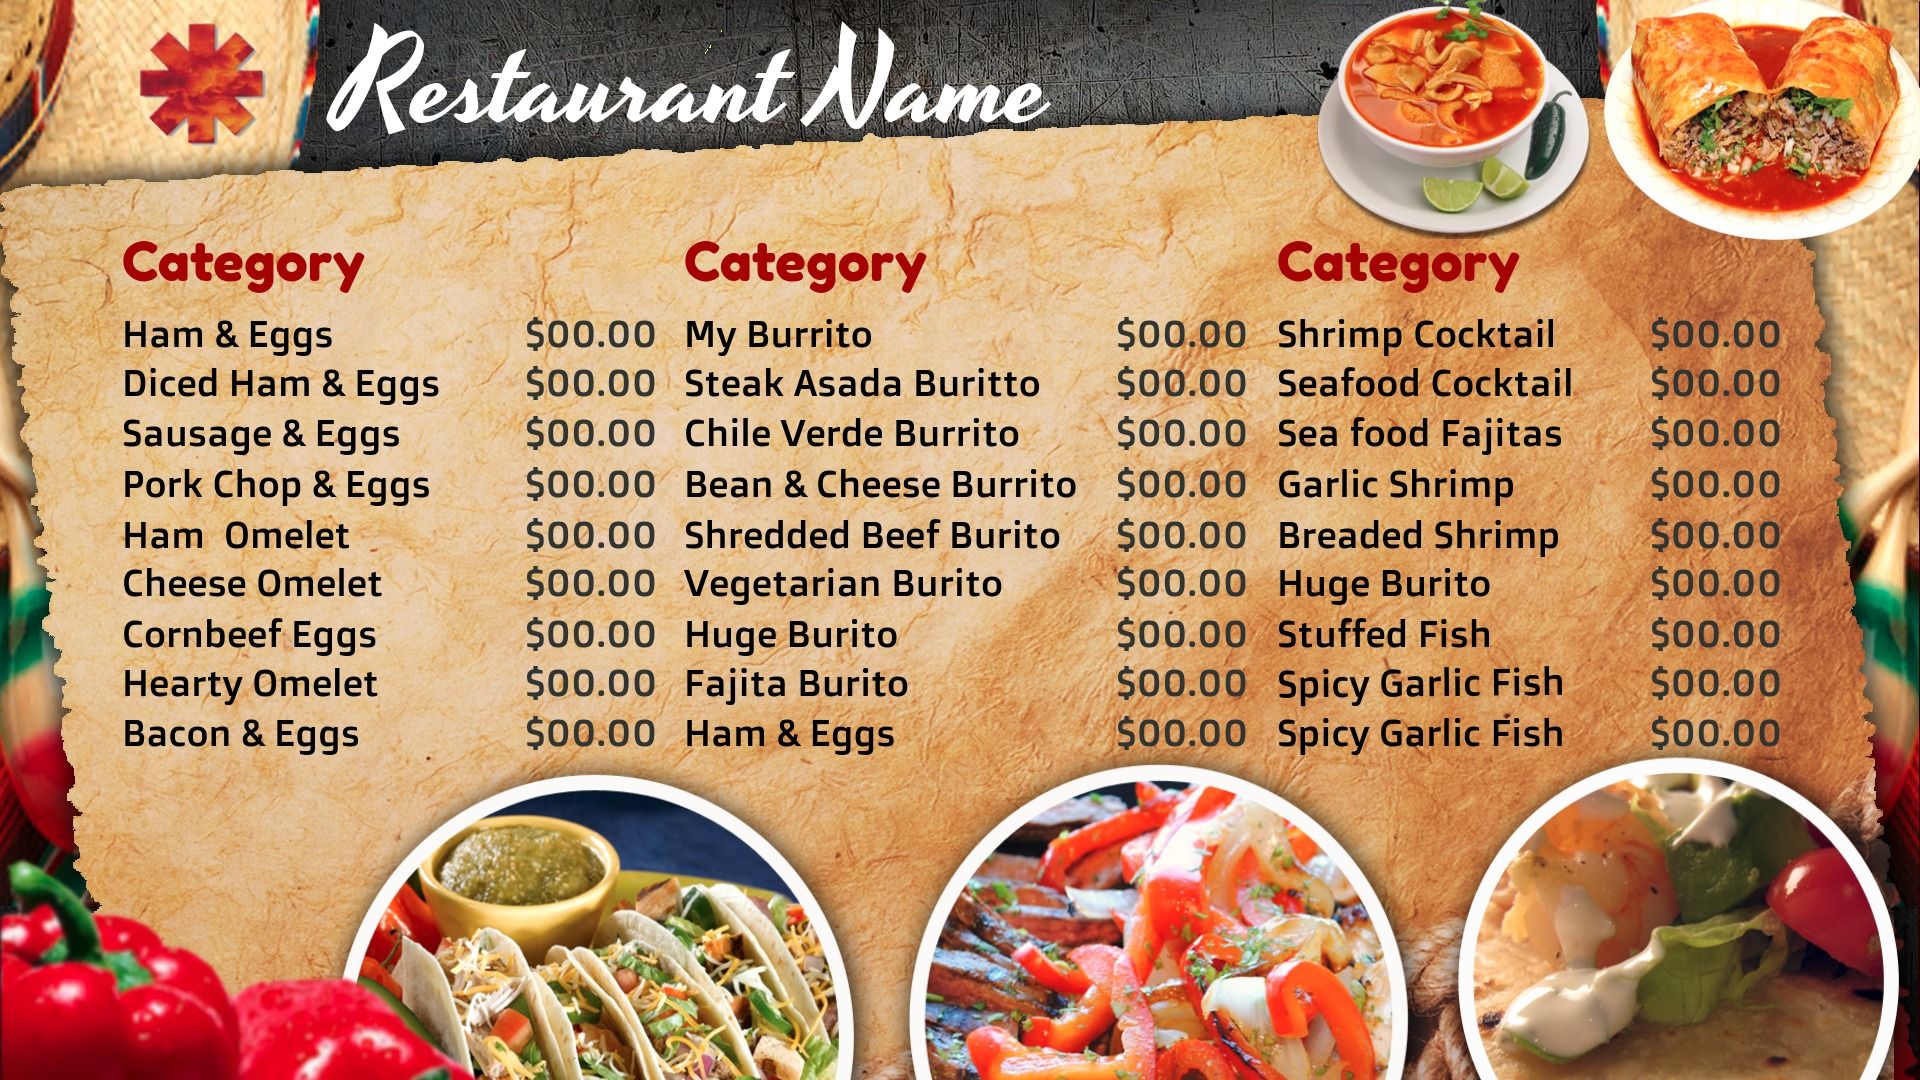 Restaurant Name
Category
Ham & Eggs $00.00
Diced Ham & Eggs $00.00
Sausage & Eggs $00.00
Pork Chop & Eggs $00.00
Ham  Omelet $00.00
Cheese Omelet $00.00
Cornbeef Eggs $00.00
Hearty Omelet $00.00
Bacon & Eggs $00.00
Category
My Burrito $00.00
Steak Asada Buritto $00.00
Chile Verde Burrito $00.00
Bean & Cheese Burrito $00.00
Shredded Beef Burito $00.00
Vegetarian Burito $00.00
Huge Burito $00.00
Fajita Burito $00.00
Ham & Eggs $00.00
Category
Shrimp Cocktail $00.00
Seafood Cocktail $00.00
Sea food Fajitas $00.00
Garlic Shrimp $00.00
Breaded Shrimp $00.00
Huge Burito $00.00
Stuffed Fish $00.00
Spicy Garlic Fish $00.00
Spicy Garlic Fish $00.00